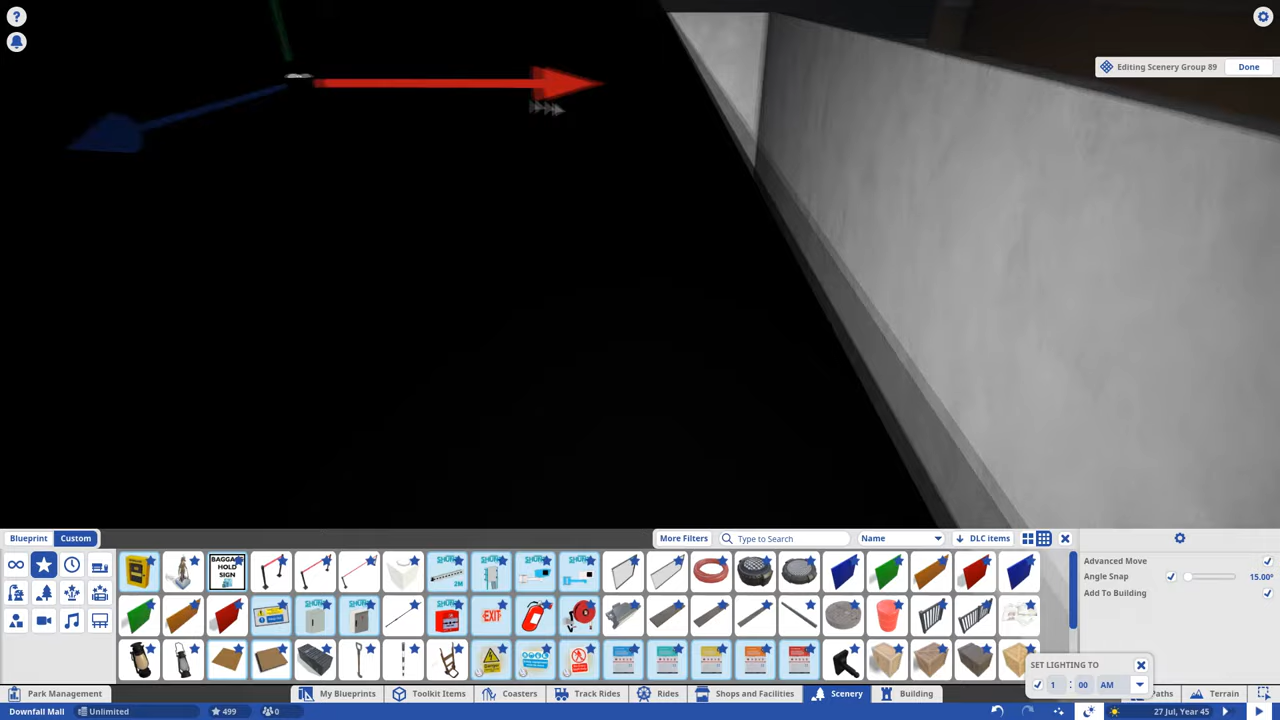 ?
Editing Scenery Group 89
Done
Blueprint
Custom
More Filters
Type to Search
Name
DLC items
BAGGAGE
HOLD
SIGN
2M
EXIT
Advanced Move
Angle Snap
15.00°
Add To Building
SET LIGHTING TO
1 : 00 AM
Park Management
My Blueprints
Toolkit Items
Coasters
Track Rides
Rides
Shops and Facilities
Scenery
Building
Paths
Terrain
Downfall Mall
Unlimited
499
0
27 Jul, Year 45